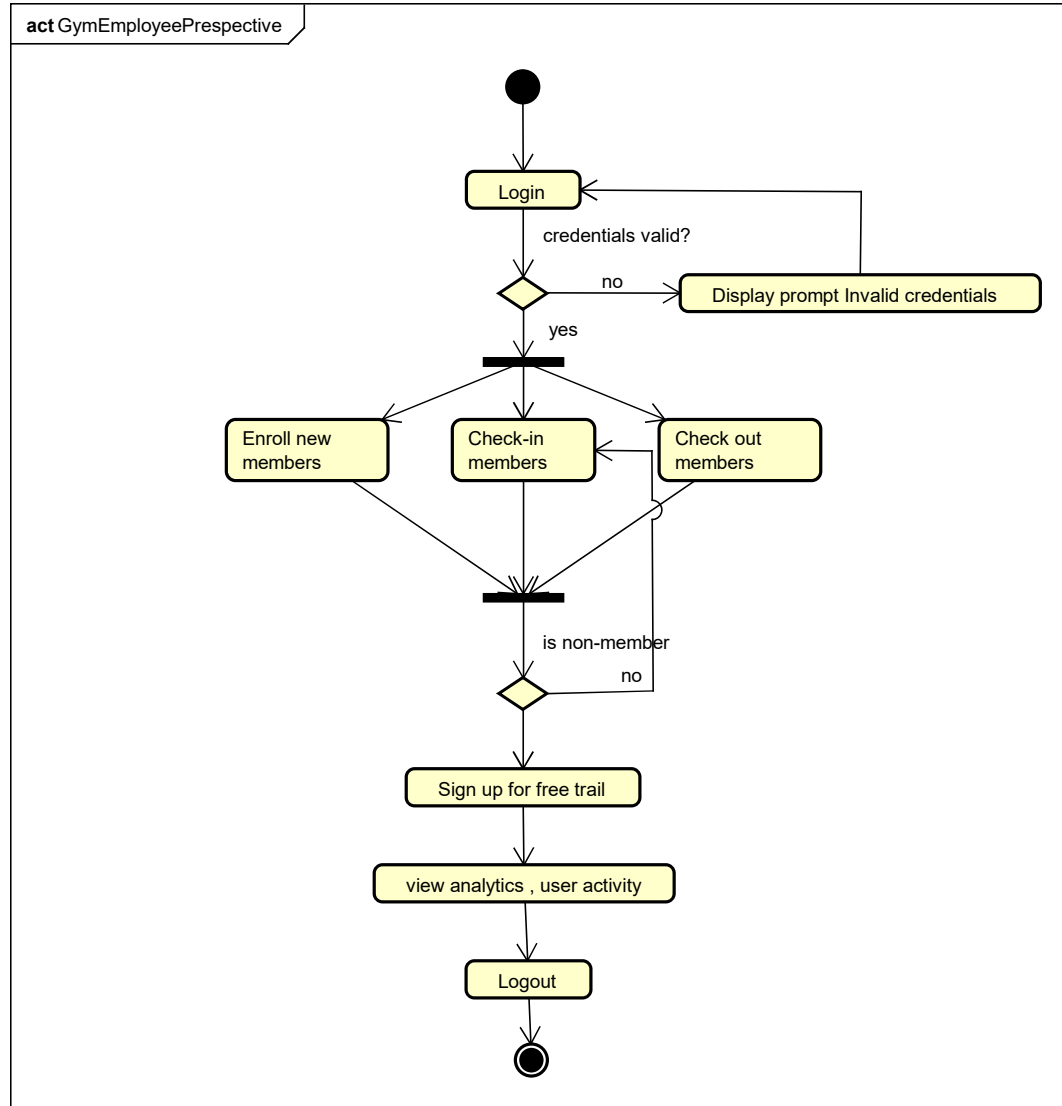 act GymEmployeePrespective
Login
credentials valid?
no
Display prompt Invalid credentials
yes
Enroll new
members
Check-in
members
Check out
members
is non-member
no
Sign up for free trail
view analytics , user activity
Logout